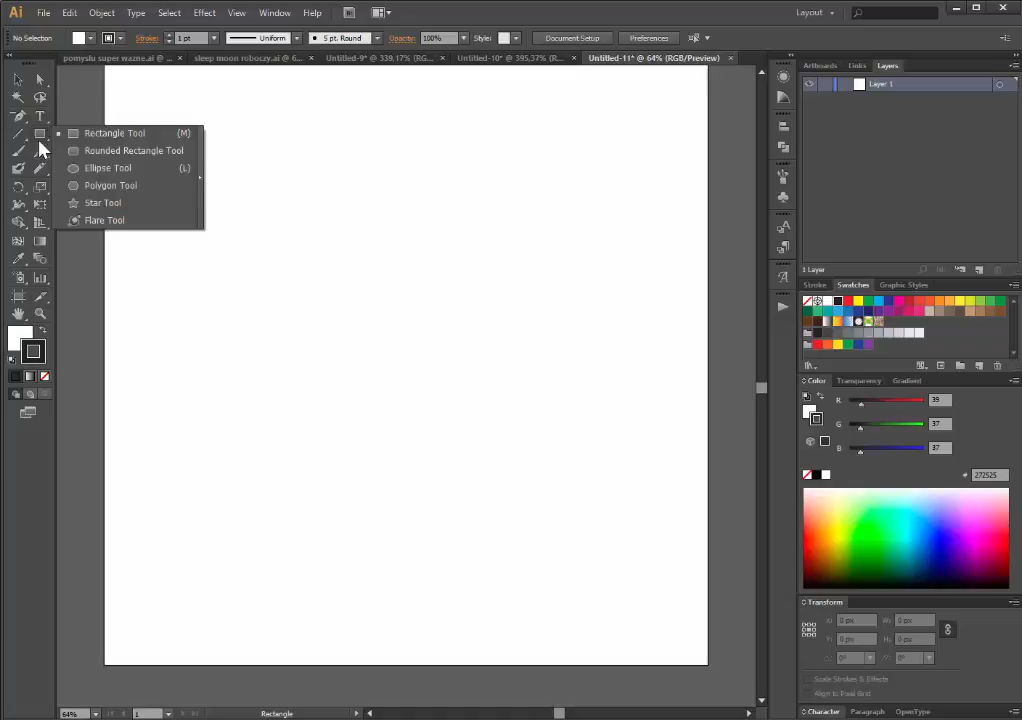 Ai File Edit Object Type Select Effect View Window Help Layout
No Selection Stroke: 1 pt Uniform 5 pt. Round Opacity: 100% Style: Document Setup Preferences
pomyslu super wazne.ai @ ... × sleep moon roboczy.ai @ 6... × Untitled-9* @ 339,17% (RG... × Untitled-10* @ 395,37% (RG... × Untitled-11* @ 64% (RGB/Preview) ×
Artboards Links Layers
Layer 1
Rectangle Tool (M)
Rounded Rectangle Tool
Ellipse Tool (L)
Polygon Tool
Star Tool
Flare Tool
1 Layer
Stroke Swatches Graphic Styles
Color Transparency Gradient
R 39
G 37
B 37
# 272525
Transform
X: 0 px W: 0 px
Y: 0 px H: 0 px
0° 0°
Scale Strokes & Effects
Align to Pixel Grid
Character Paragraph OpenType
64% 1 Rectangle